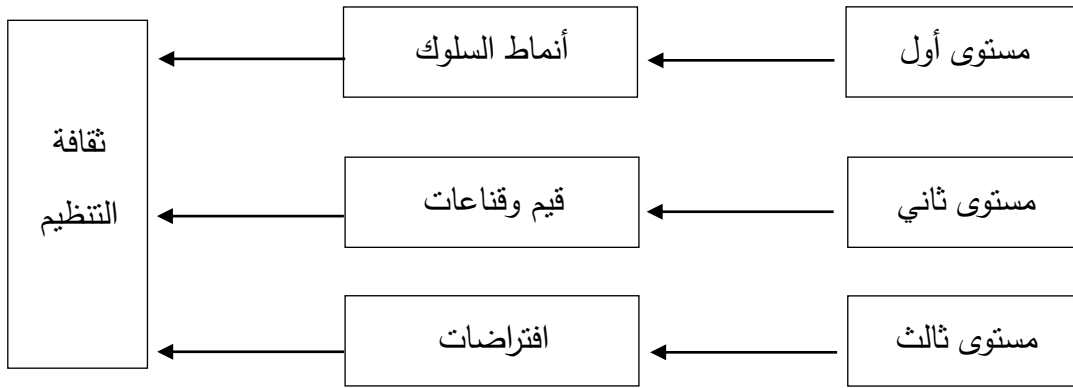 مستوى أول
أنماط السلوك
مستوى ثاني
قيم وقناعات
مستوى ثالث
افتراضات
ثقافة
التنظيم